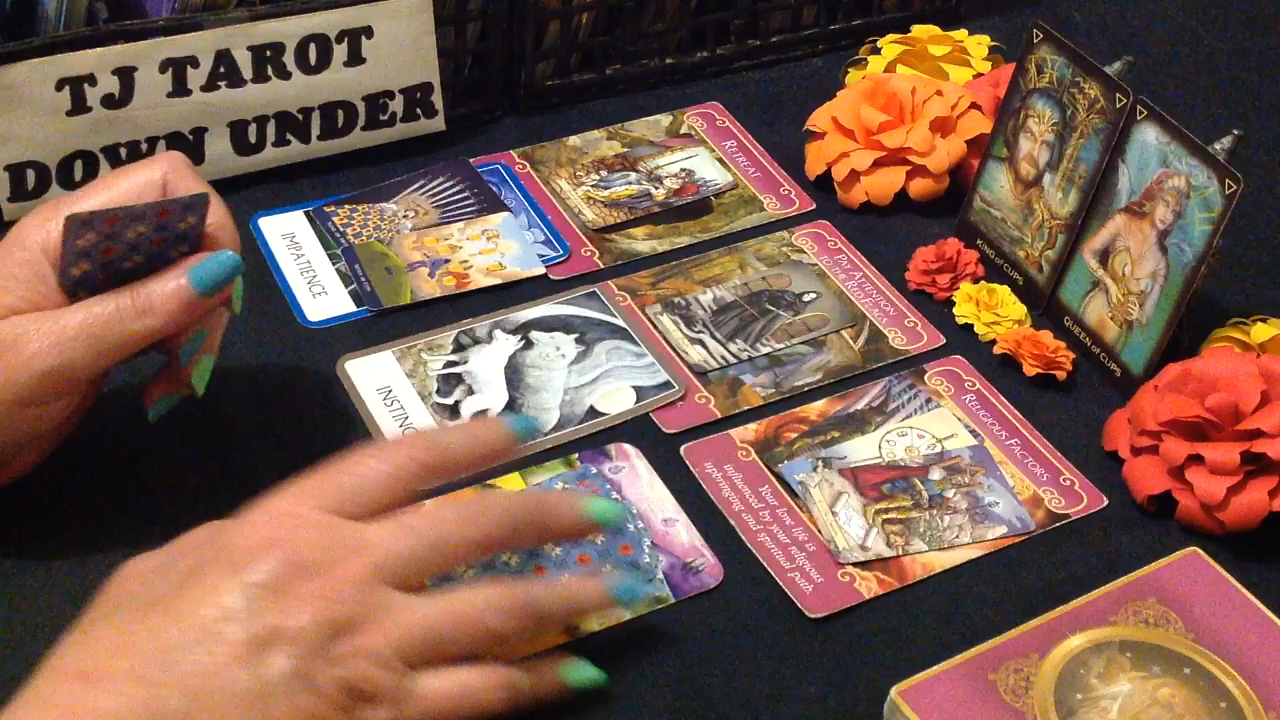 TJ TAROT
DOWN UNDER
RETREAT
IMPATIENCE
PAY ATTENTION
TO THE RED FLAGS
KING OF CUPS
QUEEN OF CUPS
INSTINC
RELIGIOUS FACTORS
Your love life is
influenced by your religious
upbringing and spiritual path.